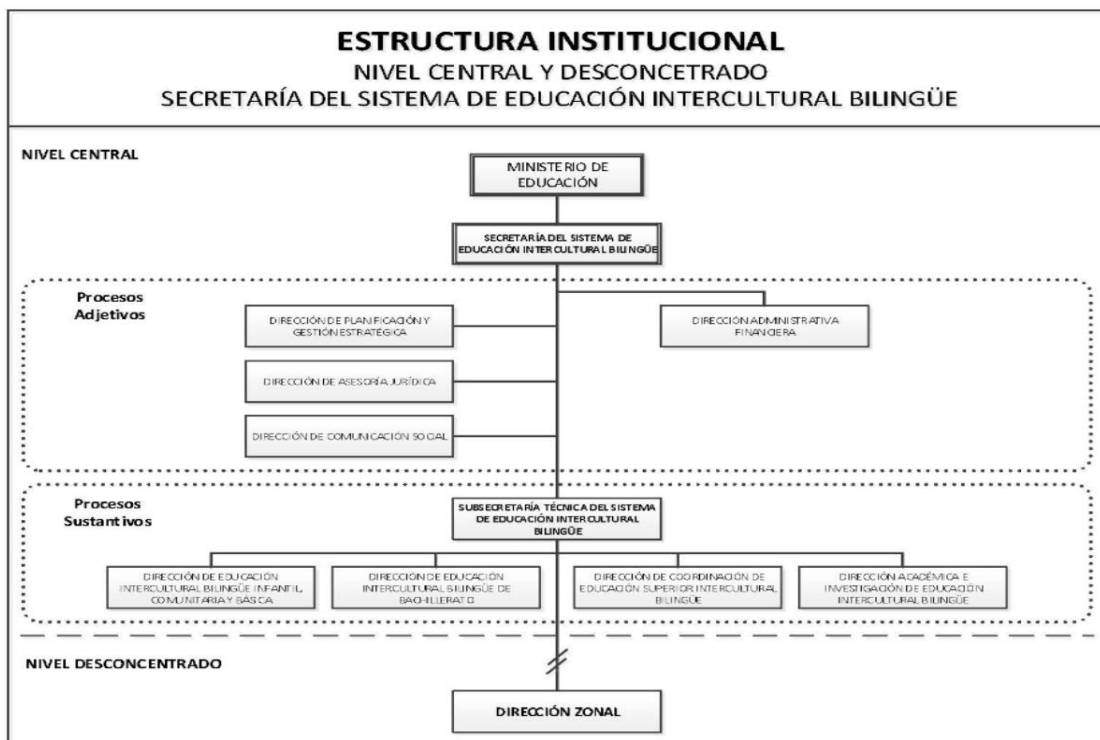 ESTRUCTURA INSTITUCIONAL
NIVEL CENTRAL Y DESCONCETRADO
SECRETARÍA DEL SISTEMA DE EDUCACIÓN INTERCULTURAL BILINGÜE
NIVEL CENTRAL
MINISTERIO DE
EDUCACIÓN
SECRETARÍA DEL SISTEMA DE
EDUCACIÓN INTERCULTURAL BILINGÜE
Procesos
Adjetivos
DIRECCIÓN DE PLANIFICACIÓN Y
GESTIÓN ESTRATÉGICA
DIRECCIÓN ADMINISTRATIVA
FINANCIERA
DIRECCIÓN DE ASESORÍA JURÍDICA
DIRECCIÓN DE COMUNICACIÓN SOCIAL
Procesos
Sustantivos
SUBSECRETARÍA TÉCNICA DEL SISTEMA
DE EDUCACIÓN INTERCULTURAL
BILINGÜE
DIRECCIÓN DE EDUCACIÓN
INTERCULTURAL BILINGÜE INFANTIL,
COMUNITARIA Y BÁSICA
DIRECCIÓN DE EDUCACIÓN
INTERCULTURAL BILINGÜE DE
BACHILLERATO
DIRECCIÓN DE COORDINACIÓN DE
EDUCACIÓN SUPERIOR INTERCULTURAL
BILINGÜE
DIRECCIÓN ACADÉMICA E
INVESTIGACIÓN DE EDUCACIÓN
INTERCULTURAL BILINGÜE
NIVEL DESCONCENTRADO
DIRECCIÓN ZONAL